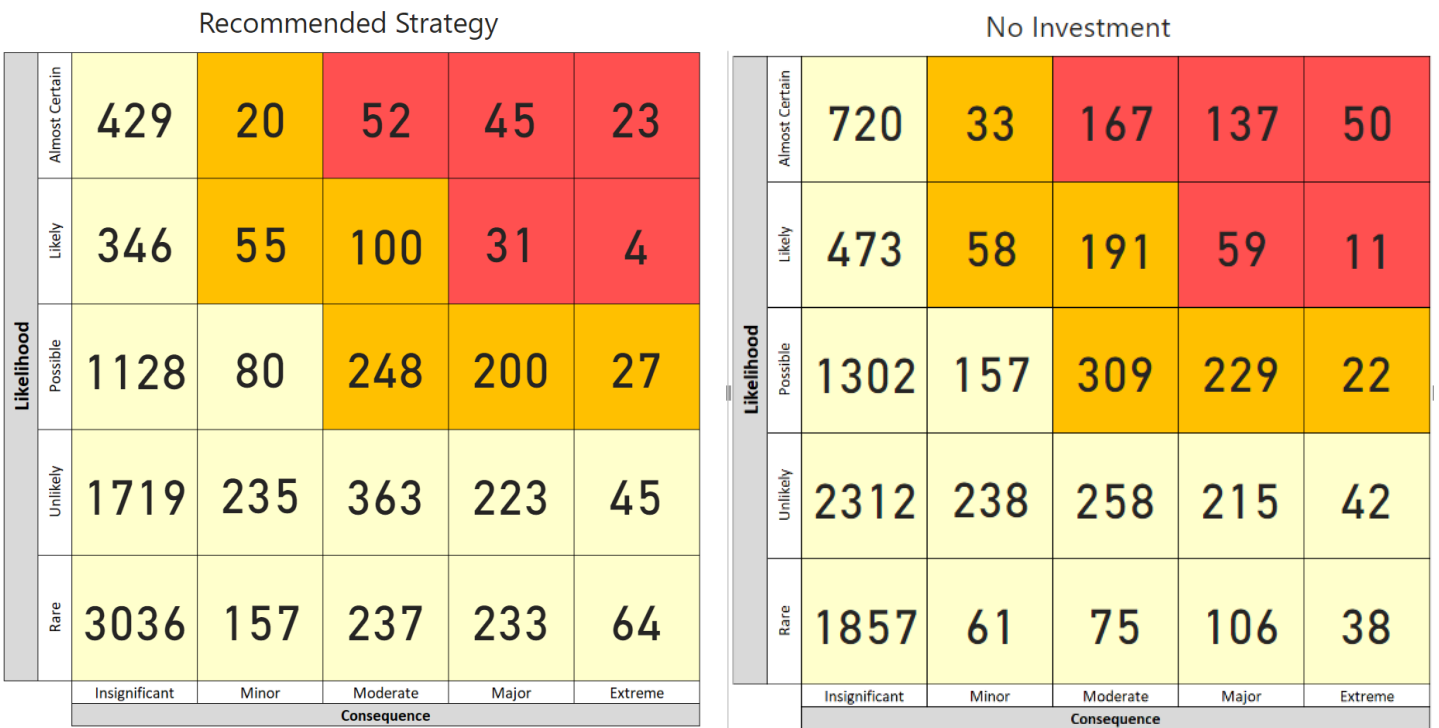 Recommended Strategy
Likelihood
Almost Certain 429 20 52 45 23
Likely 346 55 100 31 4
Possible 1128 80 248 200 27
Unlikely 1719 235 363 223 45
Rare 3036 157 237 233 64
Insignificant Minor Moderate Major Extreme
Consequence
No Investment
Likelihood
Almost Certain 720 33 167 137 50
Likely 473 58 191 59 11
Possible 1302 157 309 229 22
Unlikely 2312 238 258 215 42
Rare 1857 61 75 106 38
Insignificant Minor Moderate Major Extreme
Consequence